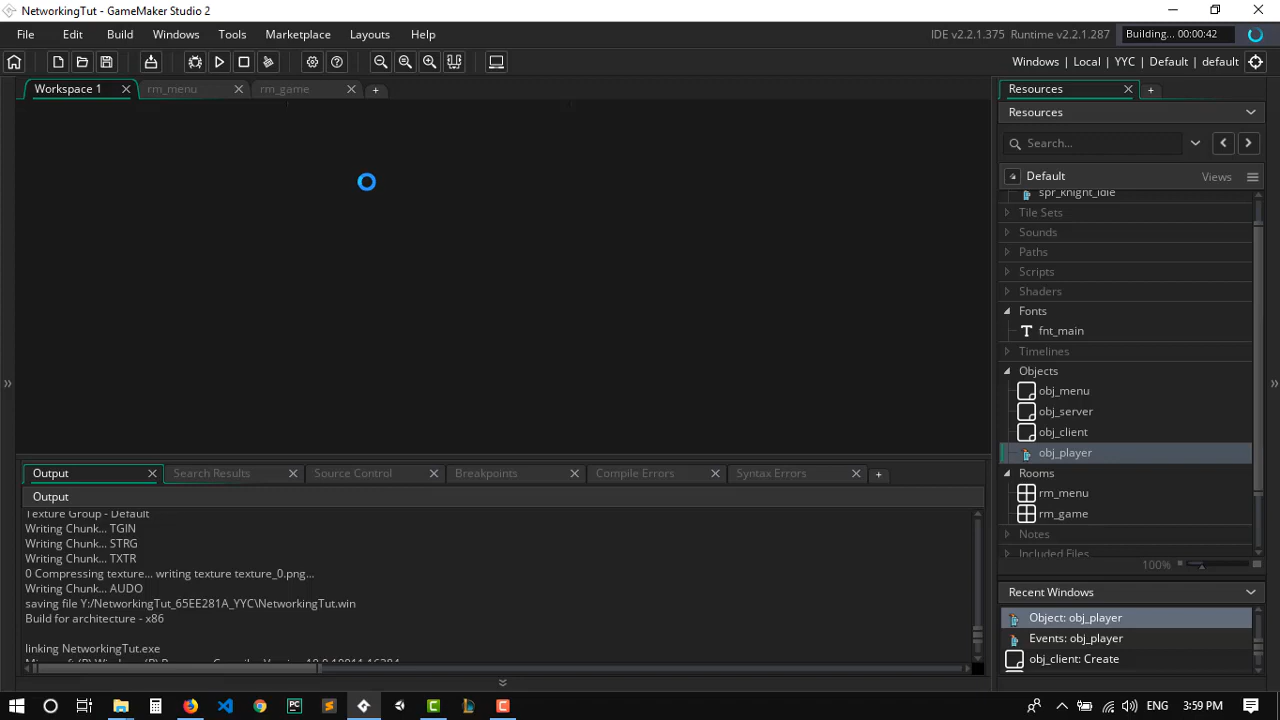 NetworkingTut - GameMaker Studio 2
File Edit Build Windows Tools Marketplace Layouts Help
IDE v2.2.1.375 Runtime v2.2.1.287
Building... 00:00:42
Windows | Local | YYC | Default | default
Workspace 1
rm_menu
rm_game
Resources
Resources
Search...
Default
Views
spr_knight_idle
Tile Sets
Sounds
Paths
Scripts
Shaders
Fonts
fnt_main
Timelines
Objects
obj_menu
obj_server
obj_client
obj_player
Rooms
rm_menu
rm_game
Notes
Included Files
100%
Recent Windows
Object: obj_player
Events: obj_player
obj_client: Create
Output
Search Results
Source Control
Breakpoints
Compile Errors
Syntax Errors
Output
Texture Group - Default
Writing Chunk... TGIN
Writing Chunk... STRG
Writing Chunk... TXTR
0 Compressing texture... writing texture texture_0.png...
Writing Chunk... AUDO
saving file Y:/NetworkingTut_65EE281A_YYC\NetworkingTut.win
Build for architecture - x86
linking NetworkingTut.exe
ENG
3:59 PM